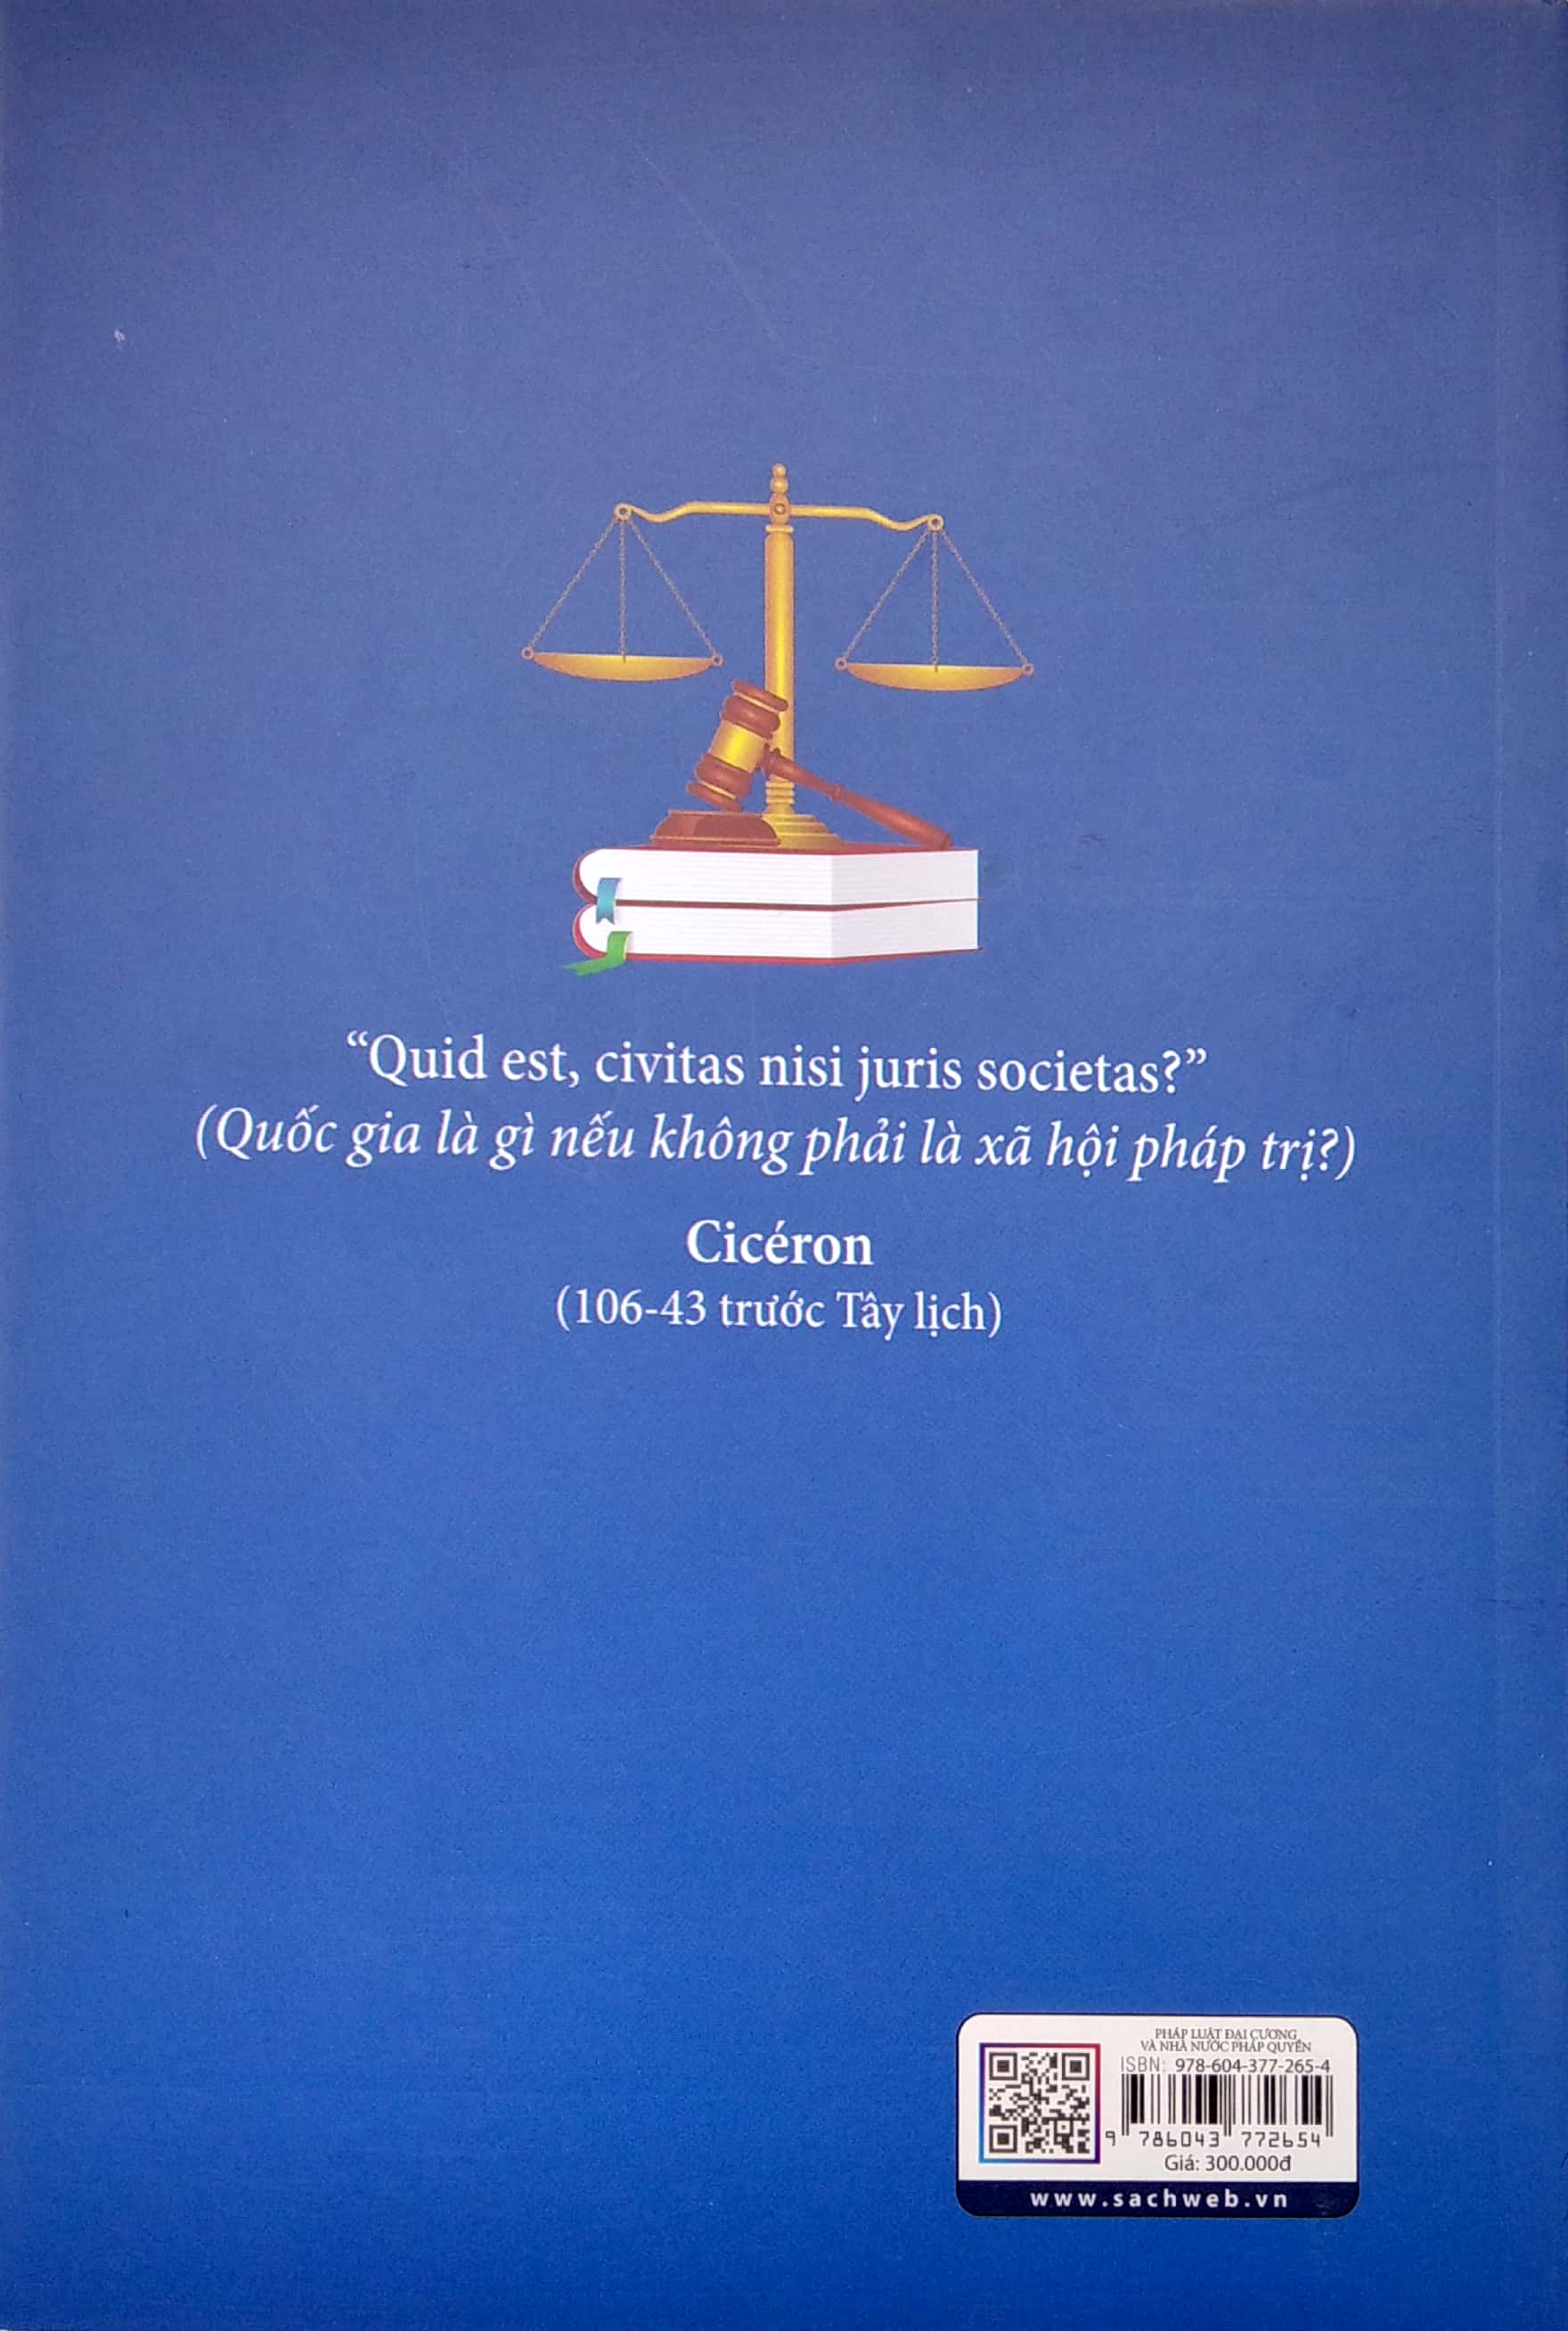 “Quid est, civitas nisi juris societas?”
(Quốc gia là gì nếu không phải là xã hội pháp trị?)
Cicéron
(106-43 trước Tây lịch)
PHÁP LUẬT ĐẠI CƯƠNG
VÀ NHÀ NƯỚC PHÁP QUYỀN
ISBN: 978-604-377-265-4
9 786043 772654
Giá: 300.000đ
www.sachweb.vn